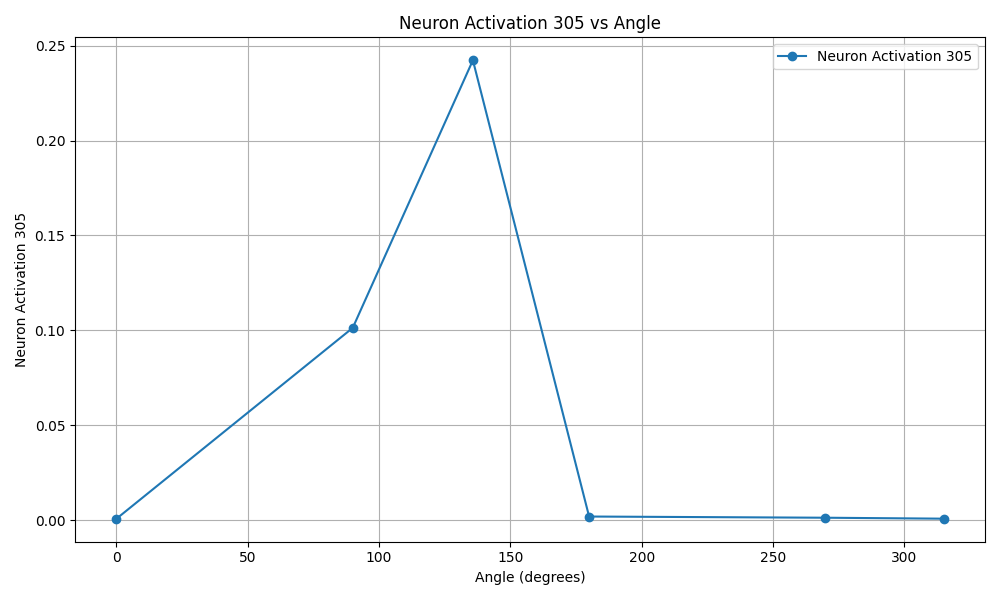 Neuron Activation 305 vs Angle
Neuron Activation 305
0.25
0.20
0.15
0.10
0.05
0.00
Neuron Activation 305
0 50 100 150 200 250 300
Angle (degrees)